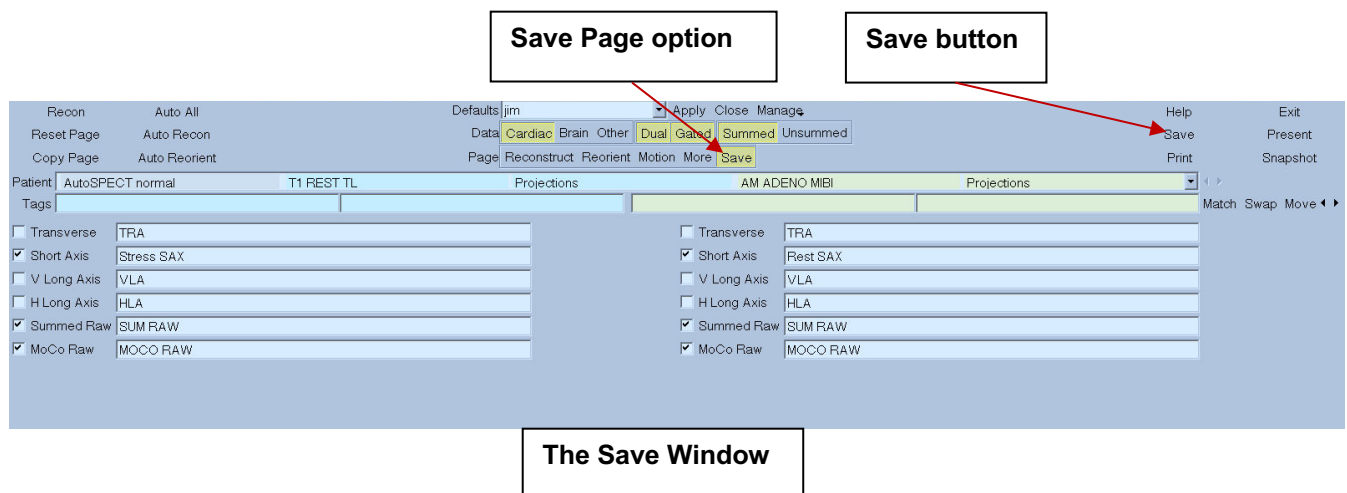 Save Page option
Save button
Recon Auto All Defaults jim Apply Close Manage Help Exit
Reset Page Auto Recon Data Cardiac Brain Other Dual Gated Summed Unsummed Save Present
Copy Page Auto Reorient Page Reconstruct Reorient Motion More Save Print Snapshot
Patient AutoSPECT normal T1 REST TL Projections AM ADENO MIBI Projections
Tags Match Swap Move
Transverse TRA Transverse TRA
Short Axis Stress SAX Short Axis Rest SAX
V Long Axis VLA V Long Axis VLA
H Long Axis HLA H Long Axis HLA
Summed Raw SUM RAW Summed Raw SUM RAW
MoCo Raw MOCO RAW MoCo Raw MOCO RAW
The Save Window